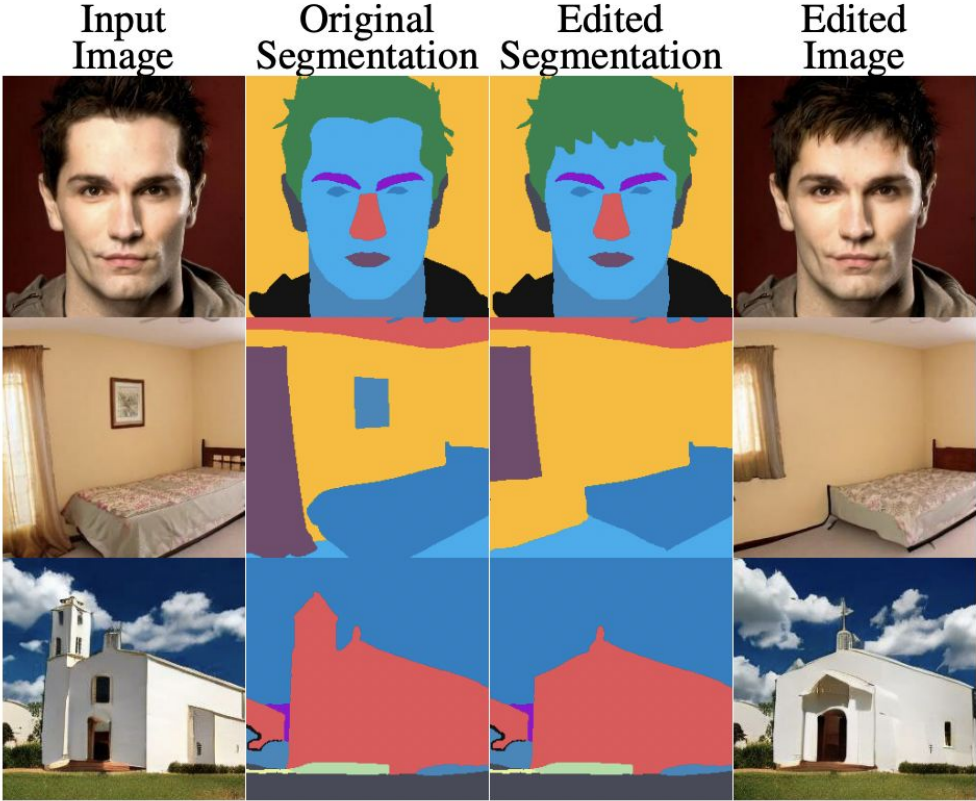 Input
Image
Original
Segmentation
Edited
Segmentation
Edited
Image